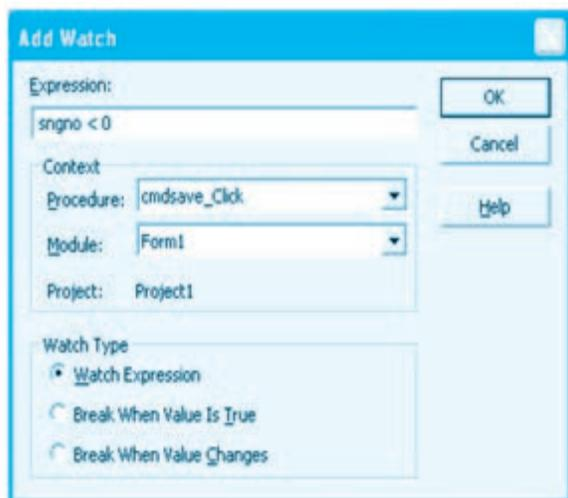 Add Watch
Expression:
OK
sngno < 0
Cancel
Context
Procedure: cmdsave_Click
Help
Module: Form1
Project: Project1
Watch Type
Watch Expression
Break When Value Is True
Break When Value Changes